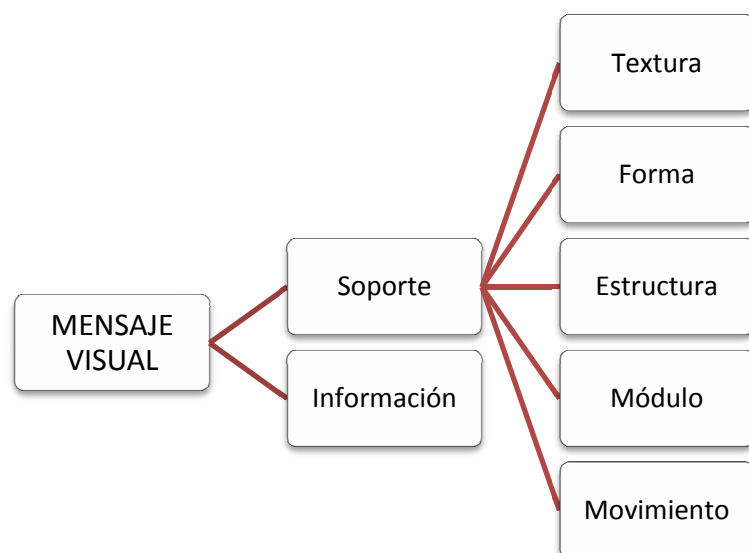 MENSAJE
VISUAL
Soporte
Información
Textura
Forma
Estructura
Módulo
Movimiento